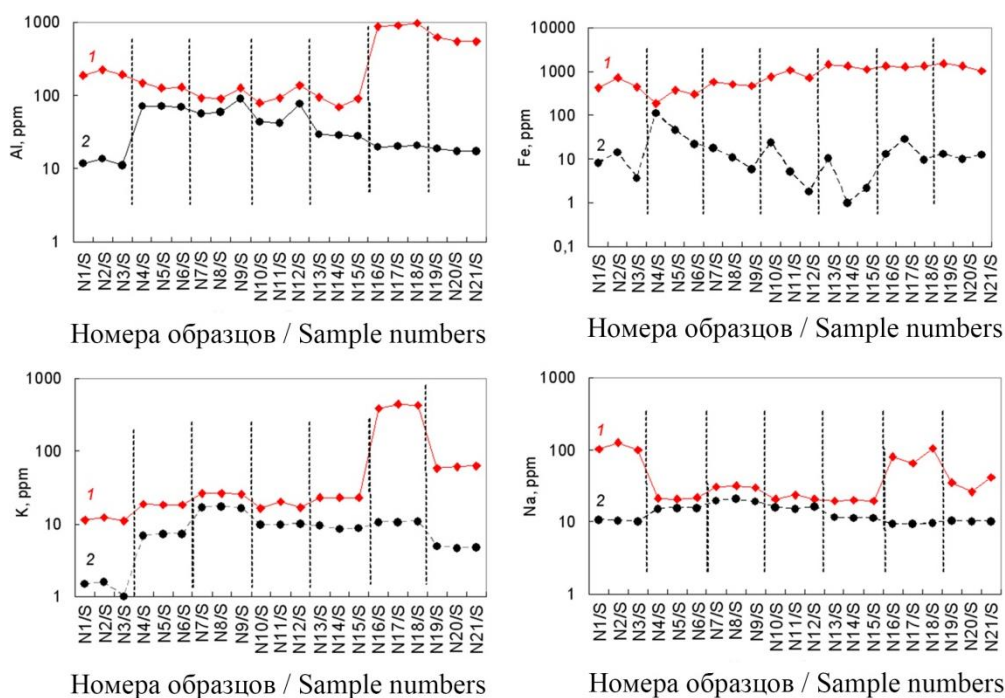 Al, ppm
1000
100
10
1
1
2
N1/S
N2/S
N3/S
N4/S
N5/S
N6/S
N7/S
N8/S
N9/S
N10/S
N11/S
N12/S
N13/S
N14/S
N15/S
N16/S
N17/S
N18/S
N19/S
N20/S
N21/S
Номера образцов / Sample numbers
Fe, ppm
10000
1000
100
10
1
0,1
1
2
N1/S
N2/S
N3/S
N4/S
N5/S
N6/S
N7/S
N8/S
N9/S
N10/S
N11/S
N12/S
N13/S
N14/S
N15/S
N16/S
N17/S
N18/S
N19/S
N20/S
N21/S
Номера образцов / Sample numbers
K, ppm
1000
100
10
1
1
2
N1/S
N2/S
N3/S
N4/S
N5/S
N6/S
N7/S
N8/S
N9/S
N10/S
N11/S
N12/S
N13/S
N14/S
N15/S
N16/S
N17/S
N18/S
N19/S
N20/S
N21/S
Номера образцов / Sample numbers
Na, ppm
1000
100
10
1
1
2
N1/S
N2/S
N3/S
N4/S
N5/S
N6/S
N7/S
N8/S
N9/S
N10/S
N11/S
N12/S
N13/S
N14/S
N15/S
N16/S
N17/S
N18/S
N19/S
N20/S
N21/S
Номера образцов / Sample numbers